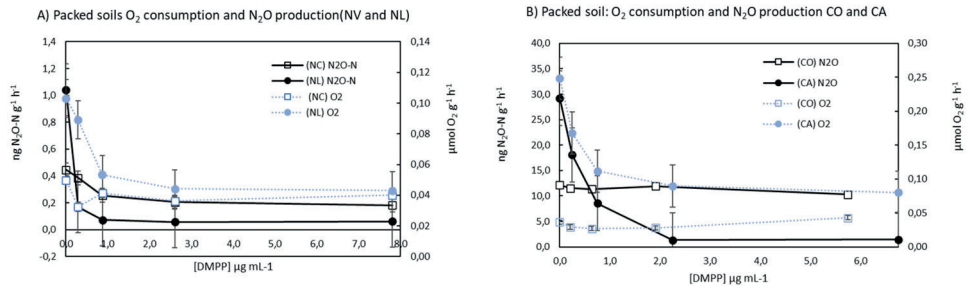 A) Packed soils O2 consumption and N2O production(NV and NL)
1,4
1,2
1,0
0,8
0,6
0,4
0,2
0,0
-0,2
ng N2O-N g-1 h-1
0,14
0,12
0,10
0,08
0,06
0,04
0,02
0,00
µmol O2 g-1 h-1
(NC) N2O-N
(NL) N2O-N
(NC) O2
(NL) O2
0,0 1,0 2,0 3,0 4,0 5,0 6,0 7,0 8,0
[DMPP] µg mL-1
B) Packed soil: O2 consumption and N2O production CO and CA
40,0
35,0
30,0
25,0
20,0
15,0
10,0
5,0
0,0
ng N2O-N g-1 h-1
0,30
0,25
0,20
0,15
0,10
0,05
0,00
µmol O2 g-1 h-1
(CO) N2O
(CA) N2O
(CO) O2
(CA) O2
0,0 1,0 2,0 3,0 4,0 5,0 6,0
[DMPP] µg mL-1